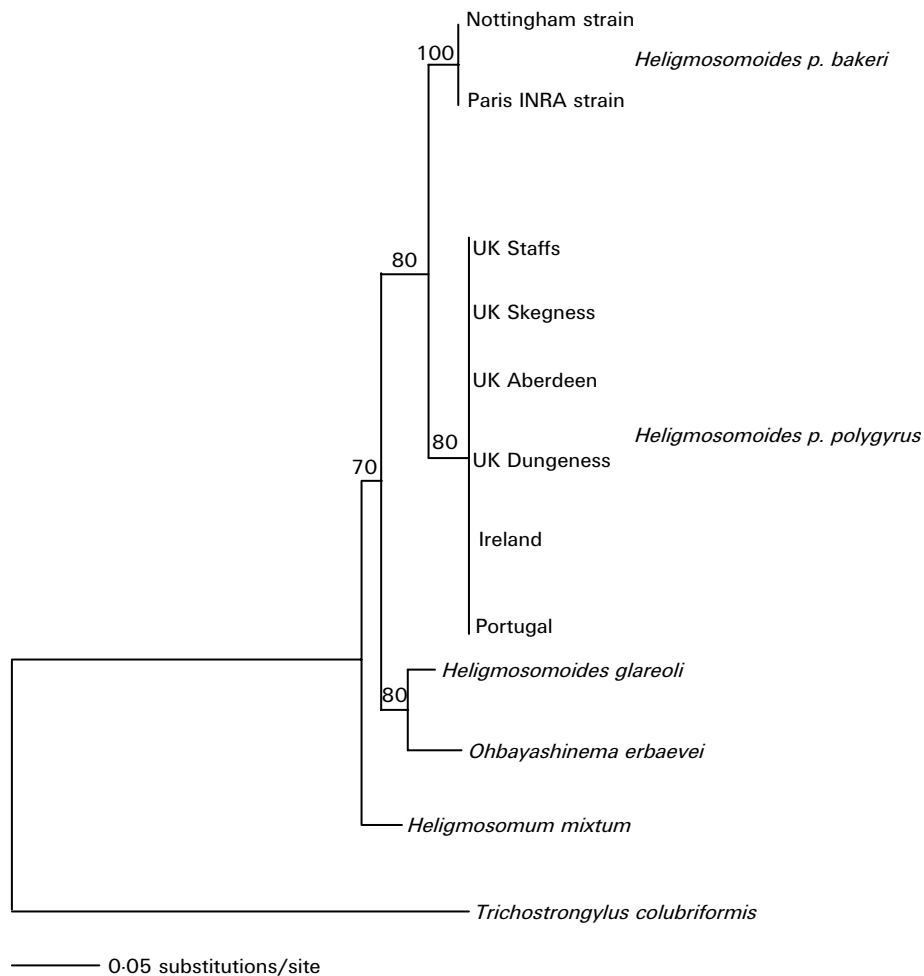 Nottingham strain
100
Heligmosomoides p. bakeri
Paris INRA strain
80
UK Staffs
UK Skegness
UK Aberdeen
80
Heligmosomoides p. polygyrus
UK Dungeness
70
Ireland
Portugal
Heligmosomoides glareoli
80
Ohbayashinema erbaevei
Heligmosomum mixtum
Trichostrongylus colubriformis
0·05 substitutions/site